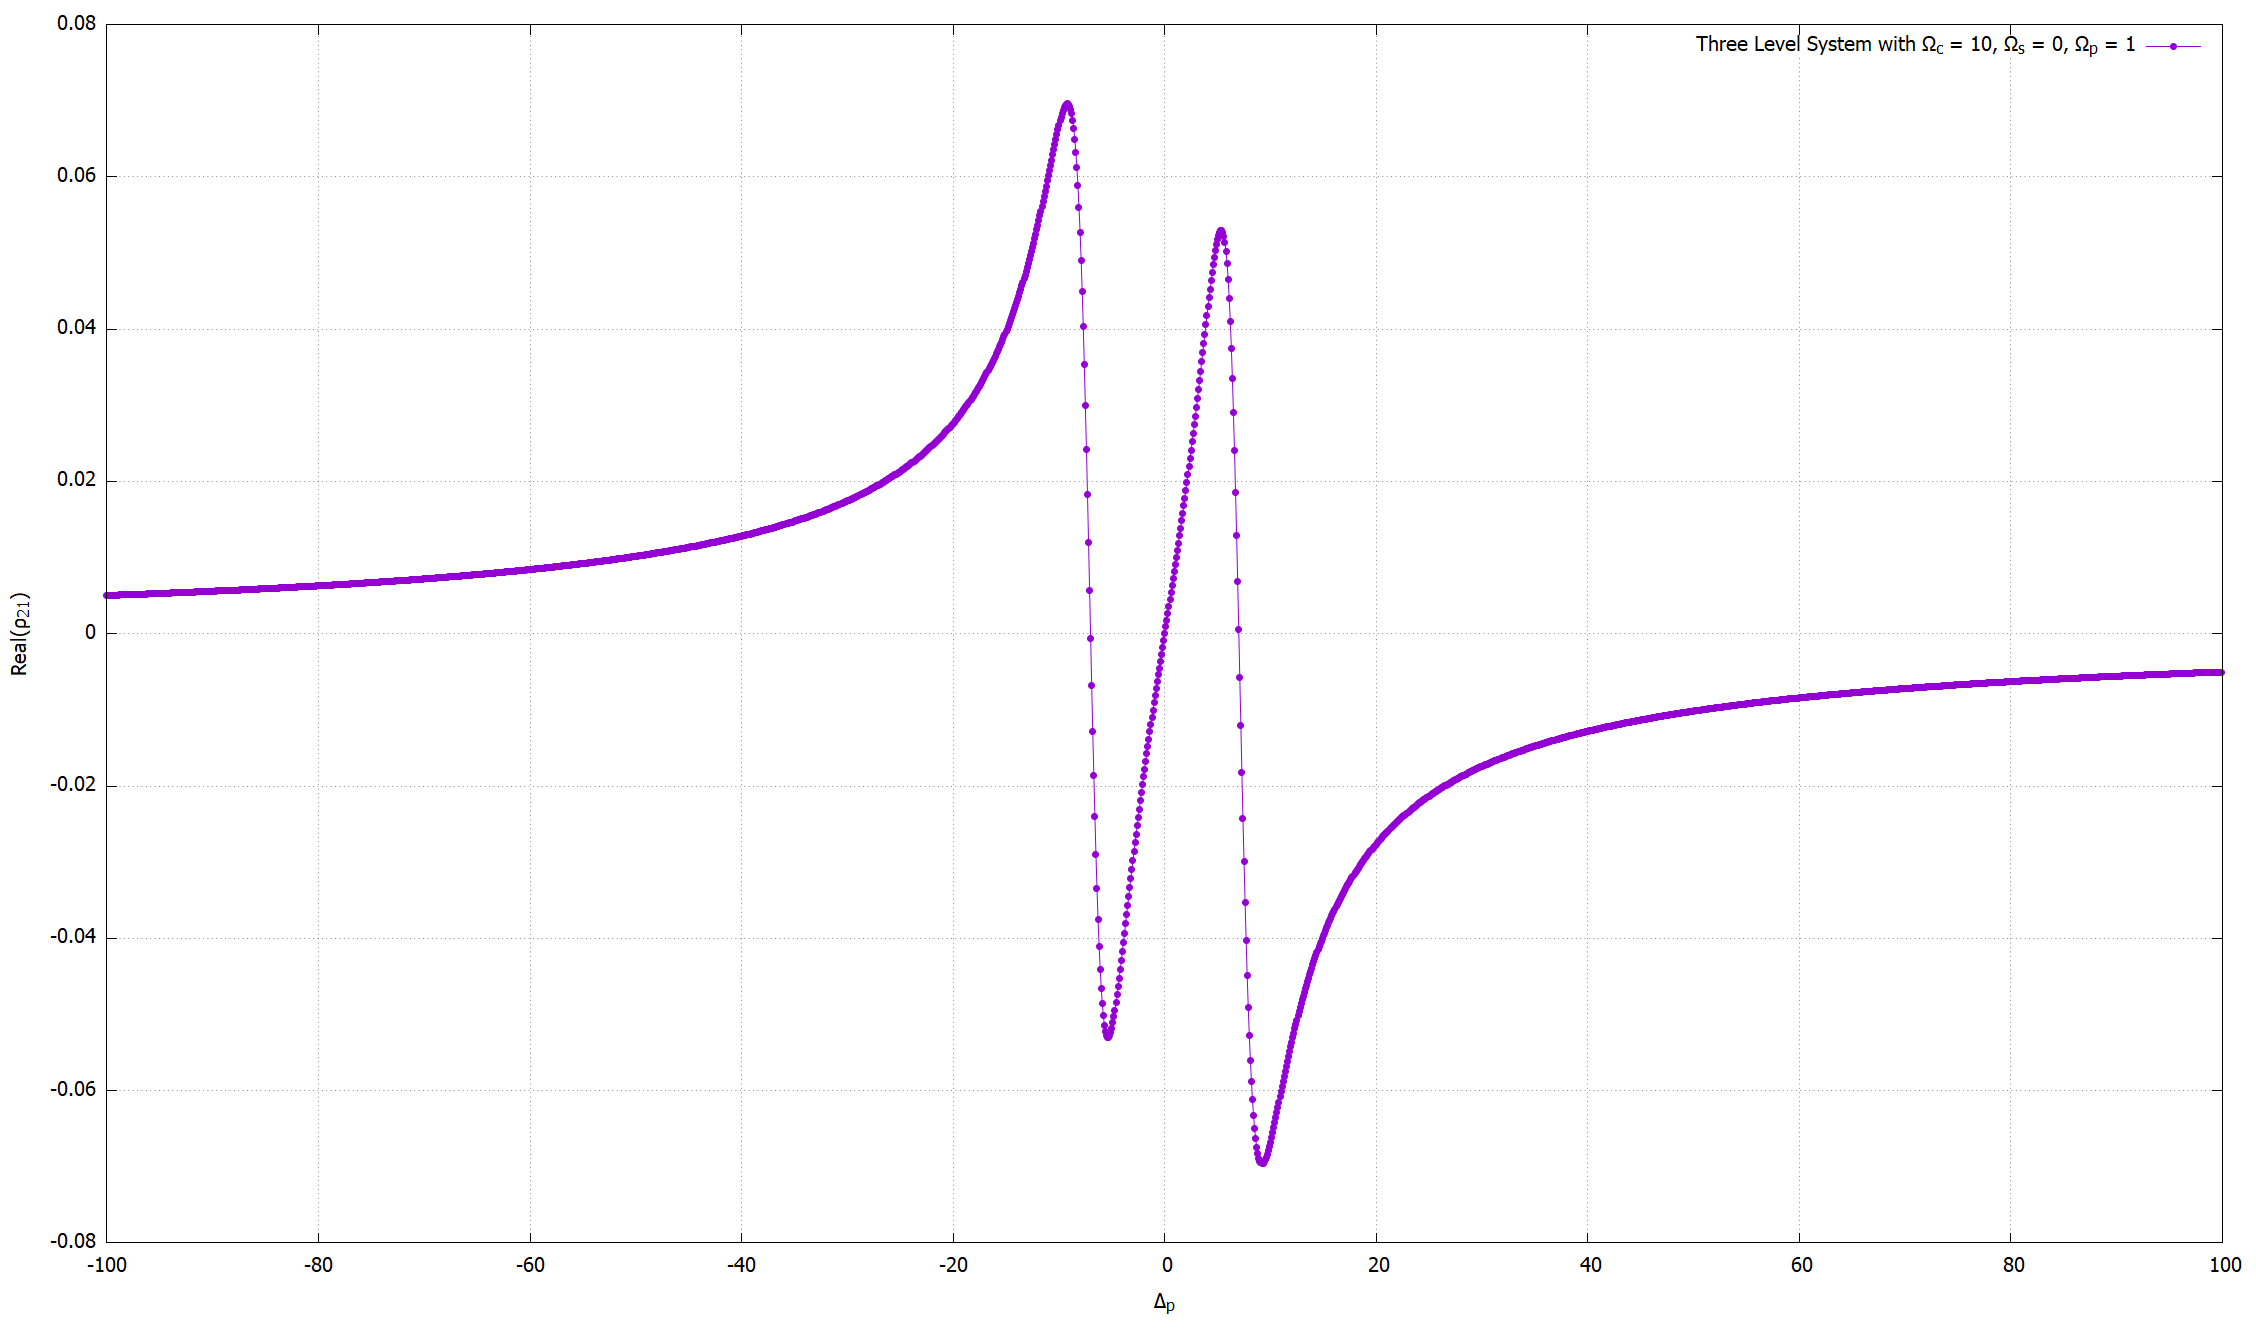 0.08
Three Level System with Ωc = 10, Ωs = 0, Ωp = 1
0.06
0.04
0.02
0
-0.02
-0.04
-0.06
-0.08
Real(ρ21)
-100 -80 -60 -40 -20 0 20 40 60 80 100
Δp